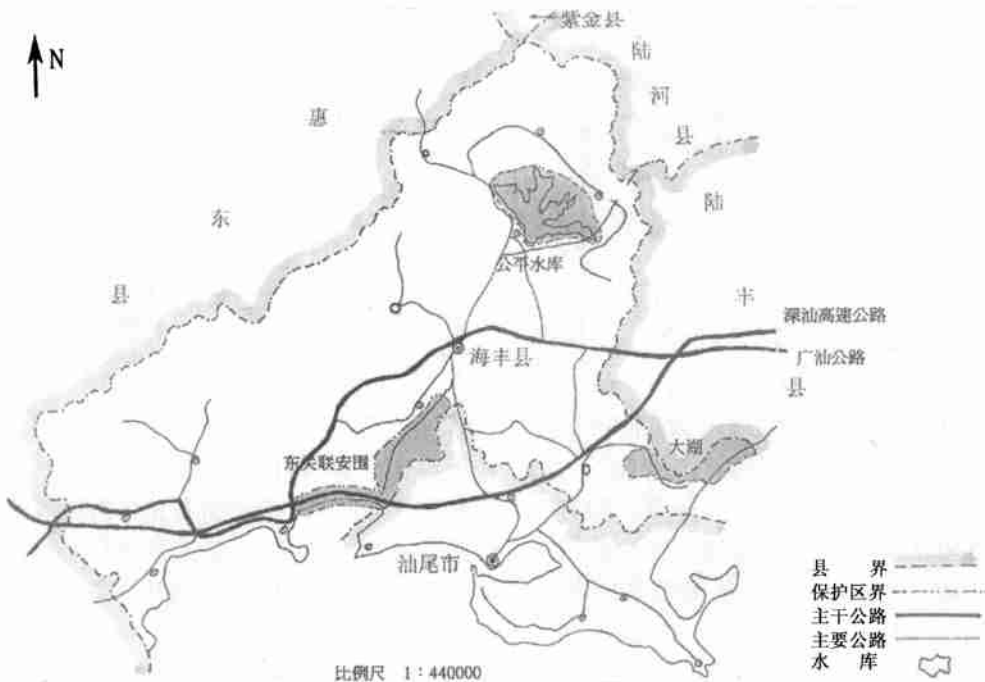 N
紫金县
陆
河
县
惠
东
县
陆
丰
县
公平水库
深汕高速公路
广汕公路
海丰县
大湖
东关联安围
汕尾市
县 界
保护区界
主干公路
主要公路
水 库
比例尺 1：440000